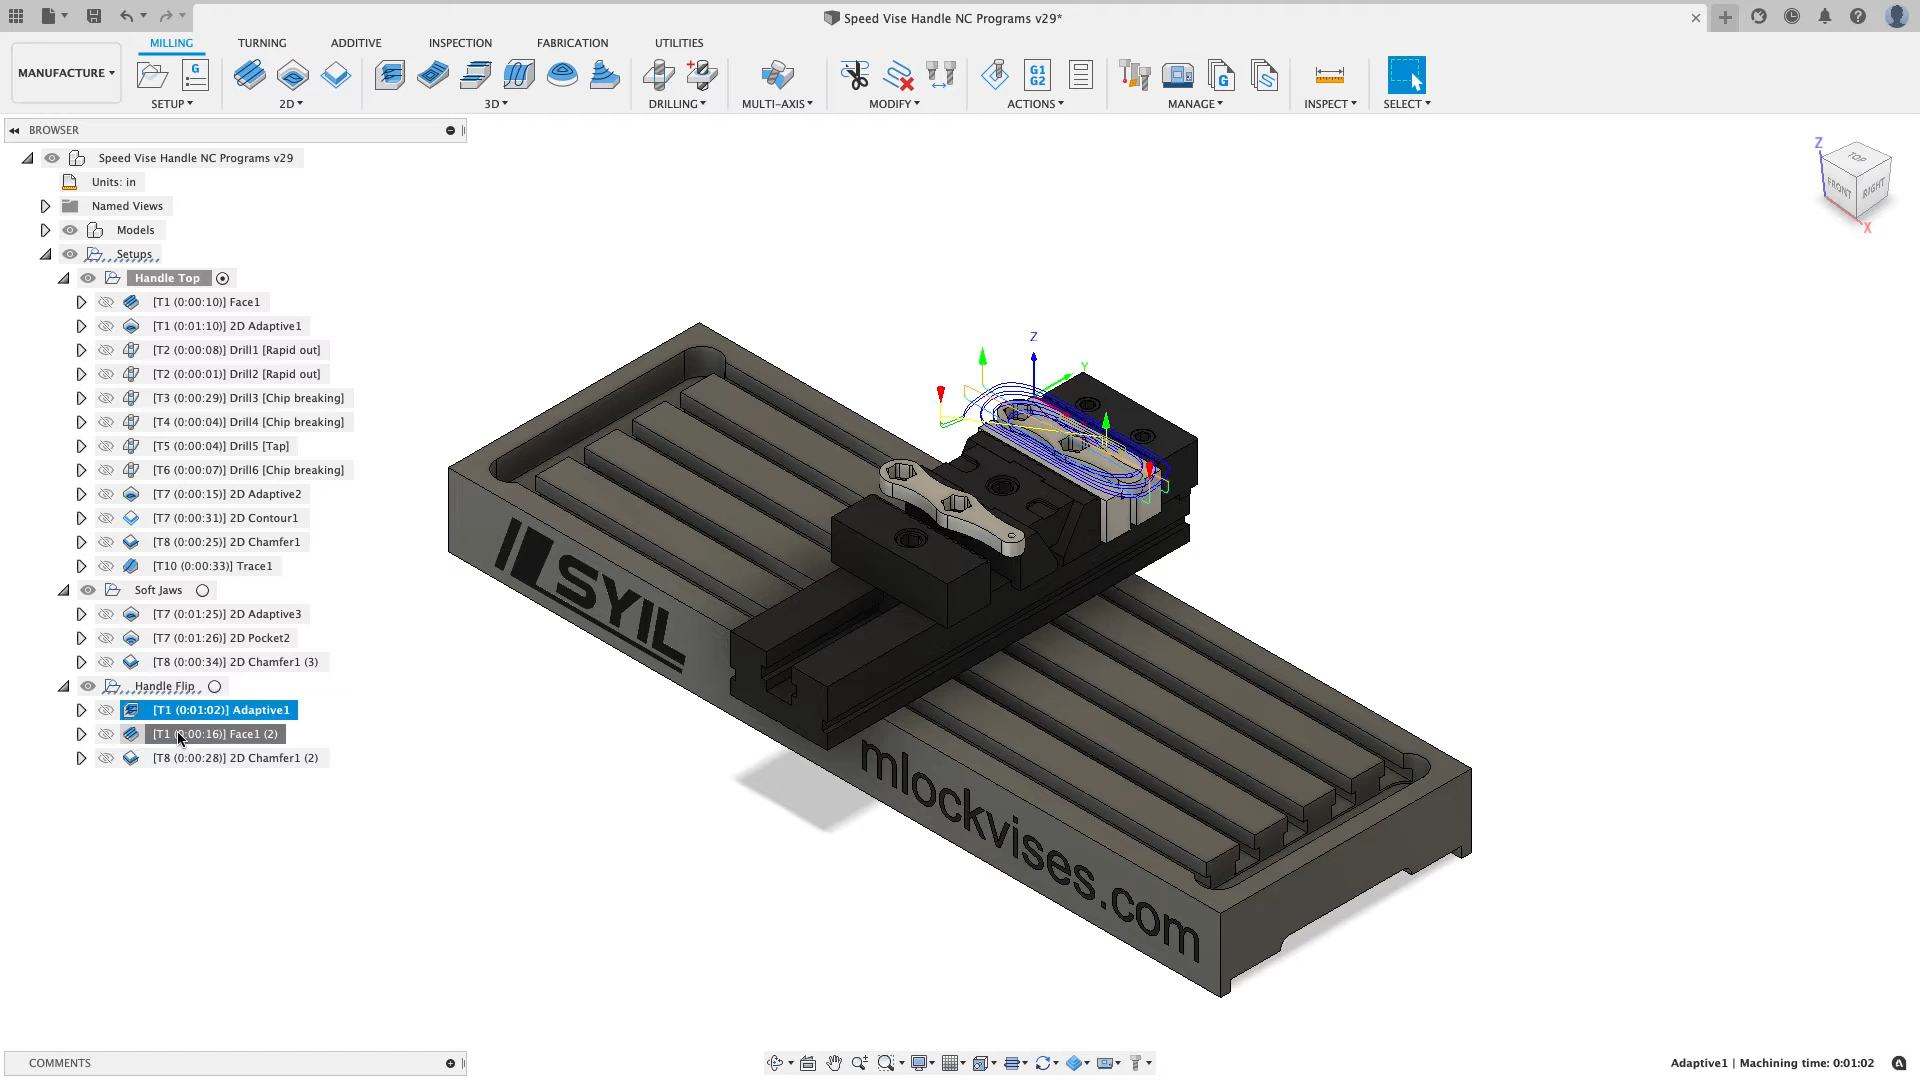 Speed Vise Handle NC Programs v29*
MANUFACTURE
MILLING
TURNING
ADDITIVE
INSPECTION
FABRICATION
UTILITIES
G
G1
G2
G
SETUP
2D
3D
DRILLING
MULTI-AXIS
MODIFY
ACTIONS
MANAGE
INSPECT
SELECT
BROWSER
Speed Vise Handle NC Programs v29
Units: in
Named Views
Models
Setups
Handle Top
[T1 (0:00:10)] Face1
[T1 (0:01:10)] 2D Adaptive1
[T2 (0:00:08)] Drill1 [Rapid out]
[T2 (0:00:01)] Drill2 [Rapid out]
[T3 (0:00:29)] Drill3 [Chip breaking]
[T4 (0:00:04)] Drill4 [Chip breaking]
[T5 (0:00:04)] Drill5 [Tap]
[T6 (0:00:07)] Drill6 [Chip breaking]
[T7 (0:00:15)] 2D Adaptive2
[T7 (0:00:31)] 2D Contour1
[T8 (0:00:25)] 2D Chamfer1
[T10 (0:00:33)] Trace1
Soft Jaws
[T7 (0:01:25)] 2D Adaptive3
[T7 (0:01:26)] 2D Pocket2
[T8 (0:00:34)] 2D Chamfer1 (3)
Handle Flip
[T1 (0:01:02)] Adaptive1
[T1 (0:00:16)] Face1 (2)
[T8 (0:00:28)] 2D Chamfer1 (2)
Z
TOP
FRONT
RIGHT
X
Z
Y
SYIL
mlockvises.com
COMMENTS
Adaptive1 | Machining time: 0:01:02